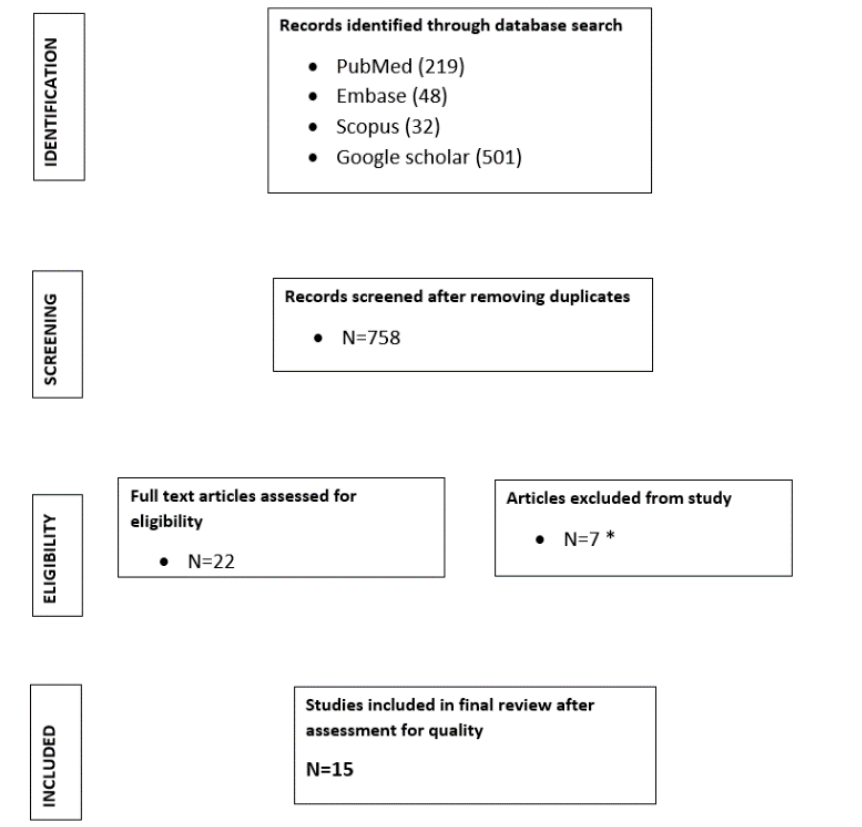 IDENTIFICATION
Records identified through database search
• PubMed (219)
• Embase (48)
• Scopus (32)
• Google scholar (501)
SCREENING
Records screened after removing duplicates
• N=758
ELIGIBILITY
Full text articles assessed for
eligibility
• N=22
Articles excluded from study
• N=7 *
INCLUDED
Studies included in final review after
assessment for quality
N=15